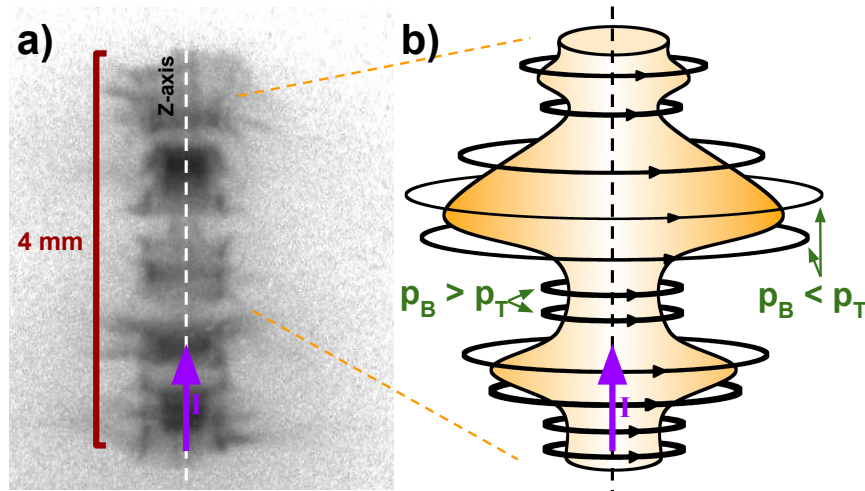 a)
Z-axis
4 mm
I
b)
p_B > p_T
p_B < p_T
I